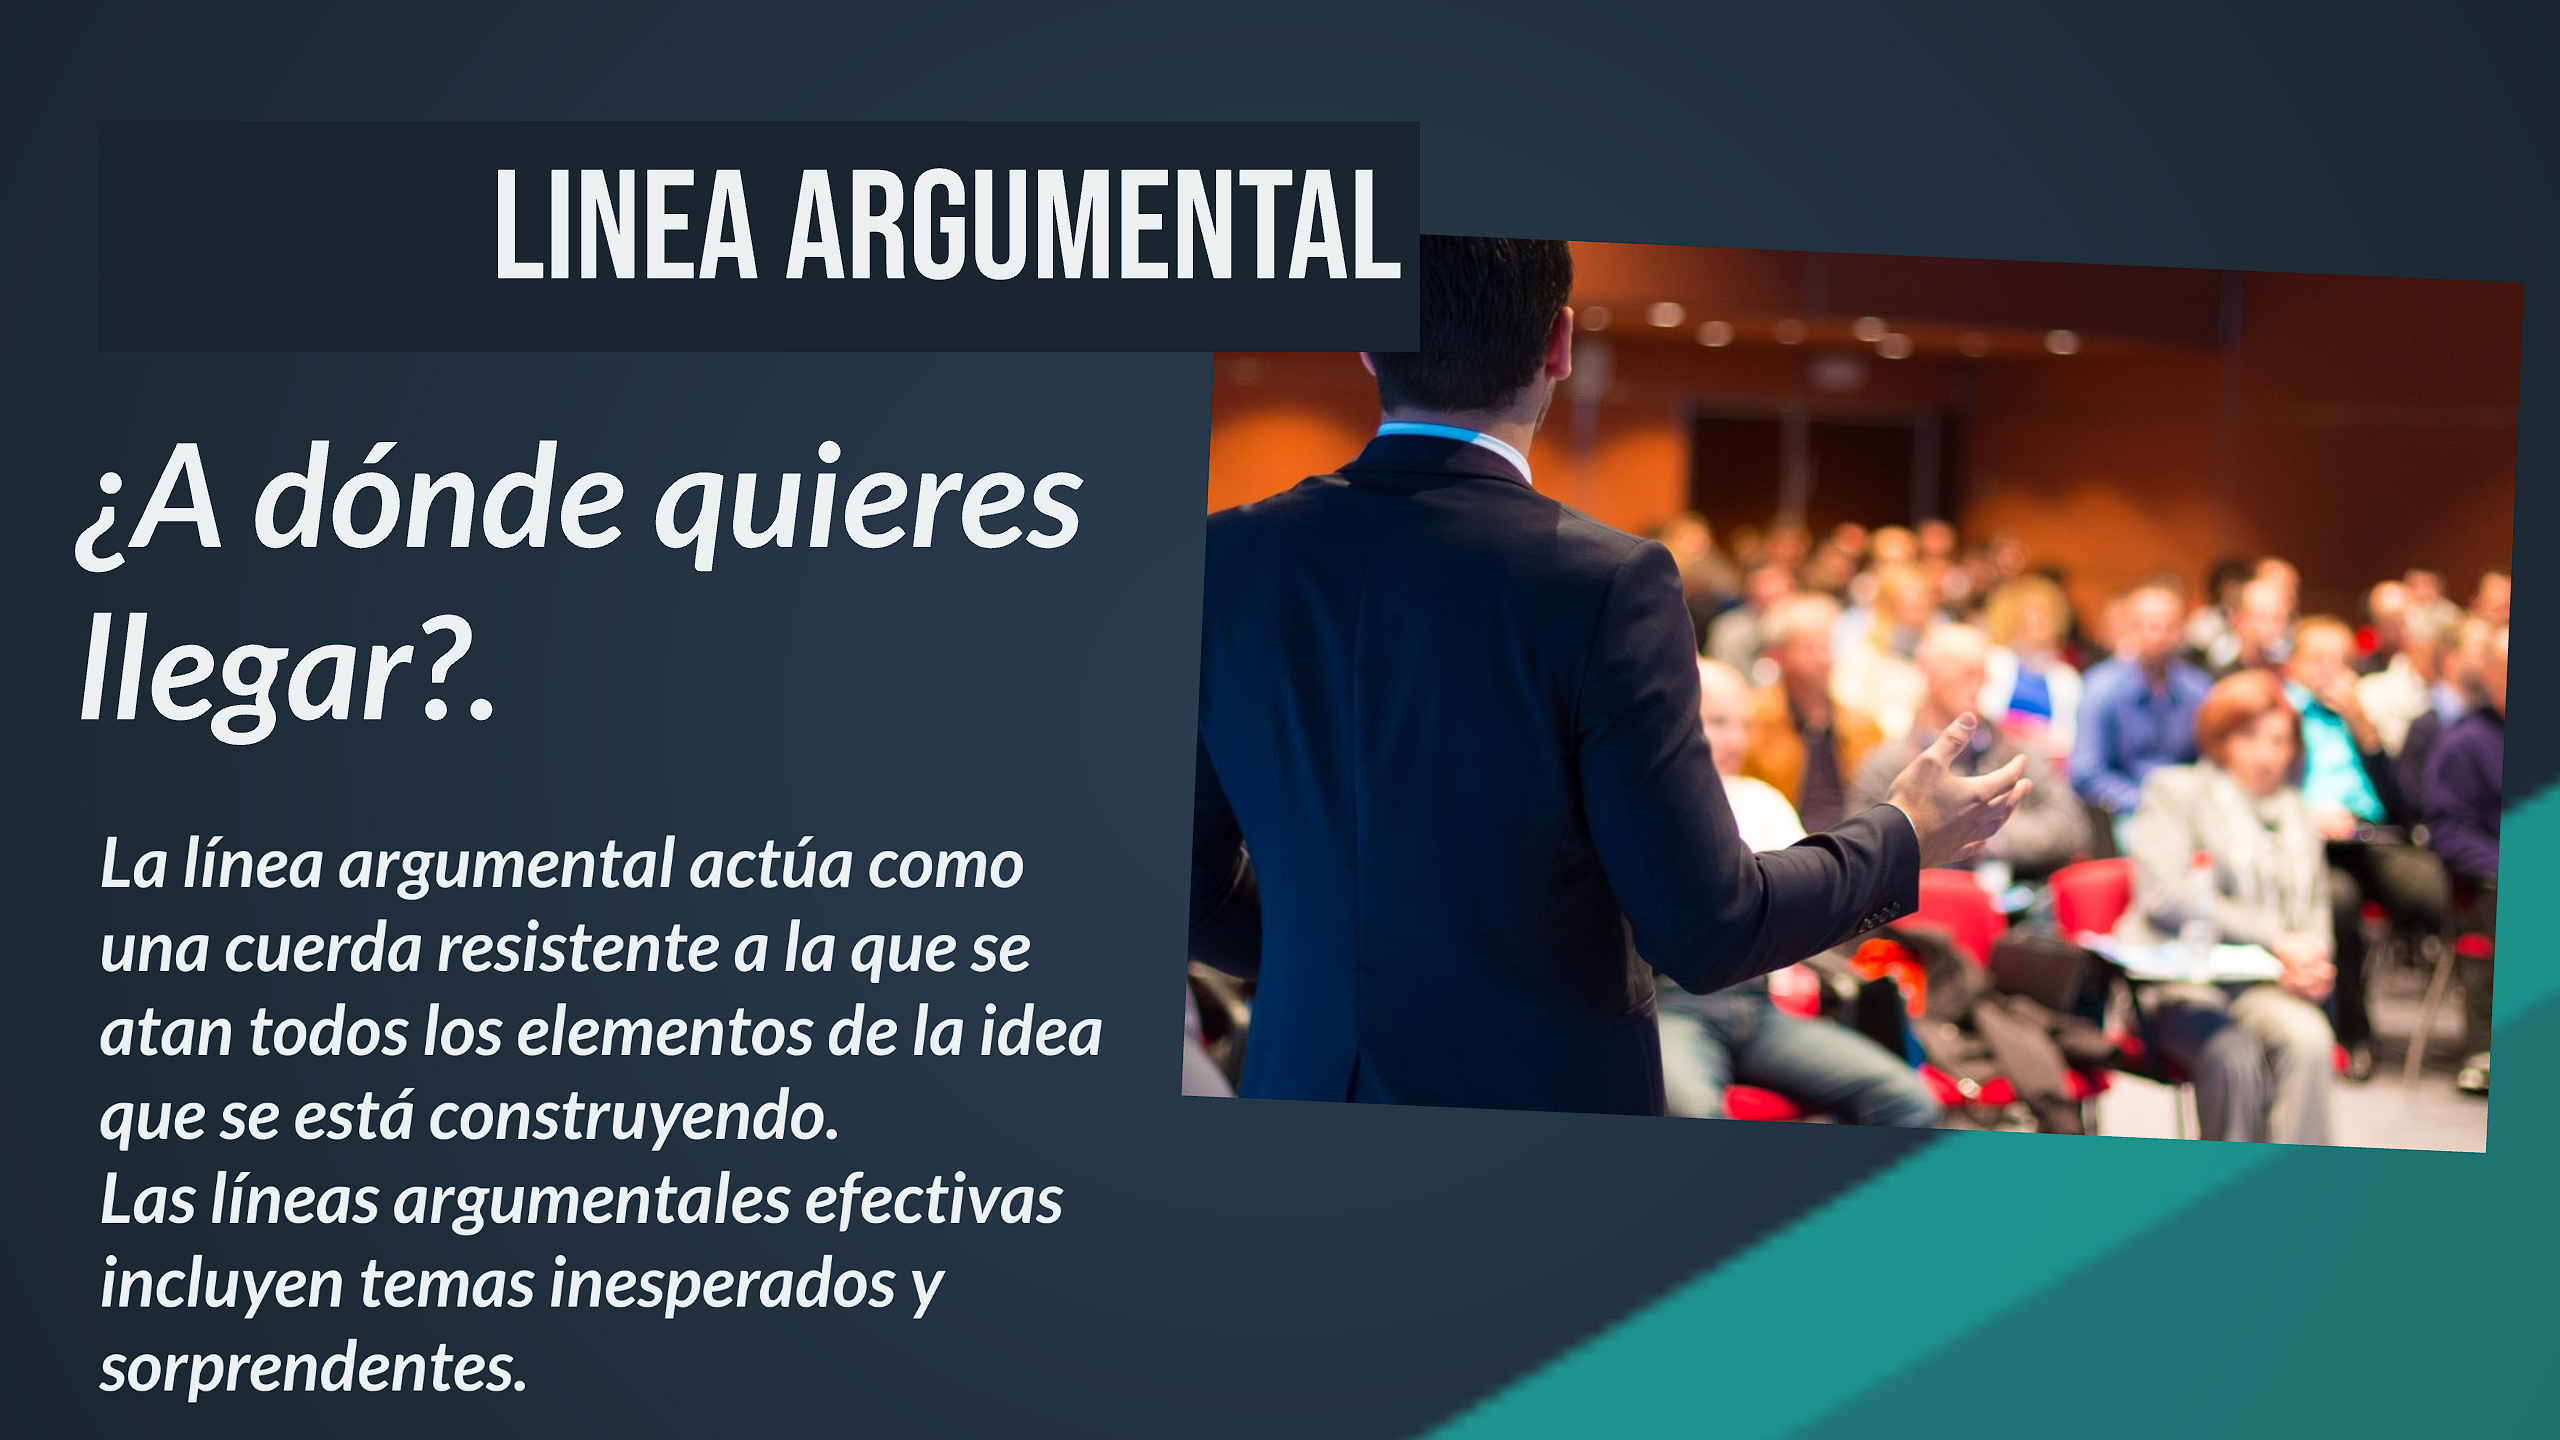 LINEA ARGUMENTAL
¿A dónde quieres
llegar?.
La línea argumental actúa como
una cuerda resistente a la que se
atan todos los elementos de la idea
que se está construyendo.
Las líneas argumentales efectivas
incluyen temas inesperados y
sorprendentes.